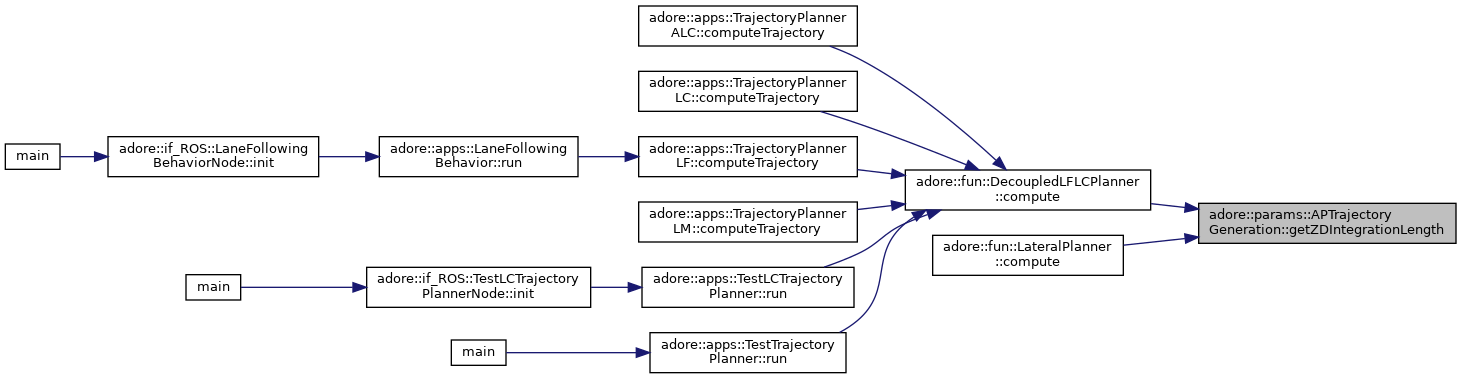 adore::apps::TrajectoryPlanner
ALC::computeTrajectory
adore::apps::TrajectoryPlanner
LC::computeTrajectory
main
adore::if_ROS::LaneFollowing
BehaviorNode::init
adore::apps::LaneFollowing
Behavior::run
adore::apps::TrajectoryPlanner
LF::computeTrajectory
adore::fun::DecoupledLFLCPlanner
::compute
adore::params::APTrajectory
Generation::getZDIntegrationLength
adore::apps::TrajectoryPlanner
LM::computeTrajectory
adore::fun::LateralPlanner
::compute
main
adore::if_ROS::TestLCTrajectory
PlannerNode::init
adore::apps::TestLCTrajectory
Planner::run
main
adore::apps::TestTrajectory
Planner::run